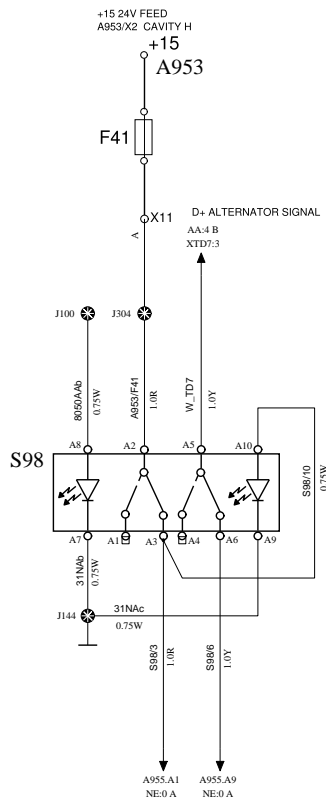 +15 24V FEED
A953/X2 CAVITY H
+15
A953
F41
X11
A
D+ ALTERNATOR SIGNAL
AA:4 B
XTD7:3
J100
J304
8050AAb
0.75W
A953/F41
1.0R
W_TD7
1.0Y
S98
A8
A2
A5
A10
S98/10
0.75W
A7
A1
A3
A4
A6
A9
31NAb
0.75W
J144
31NAc
0.75W
S98/3
1.0R
S98/6
1.0Y
A955.A1
NE:0 A
A955.A9
NE:0 A